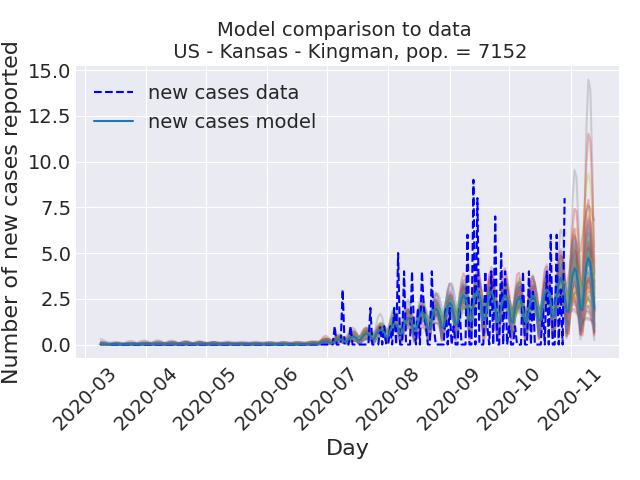 Model comparison to data
US - Kansas - Kingman, pop. = 7152
Number of new cases reported
15.0
12.5
10.0
7.5
5.0
2.5
0.0
new cases data
new cases model
2020-03
2020-04
2020-05
2020-06
2020-07
2020-08
2020-09
2020-10
2020-11
Day